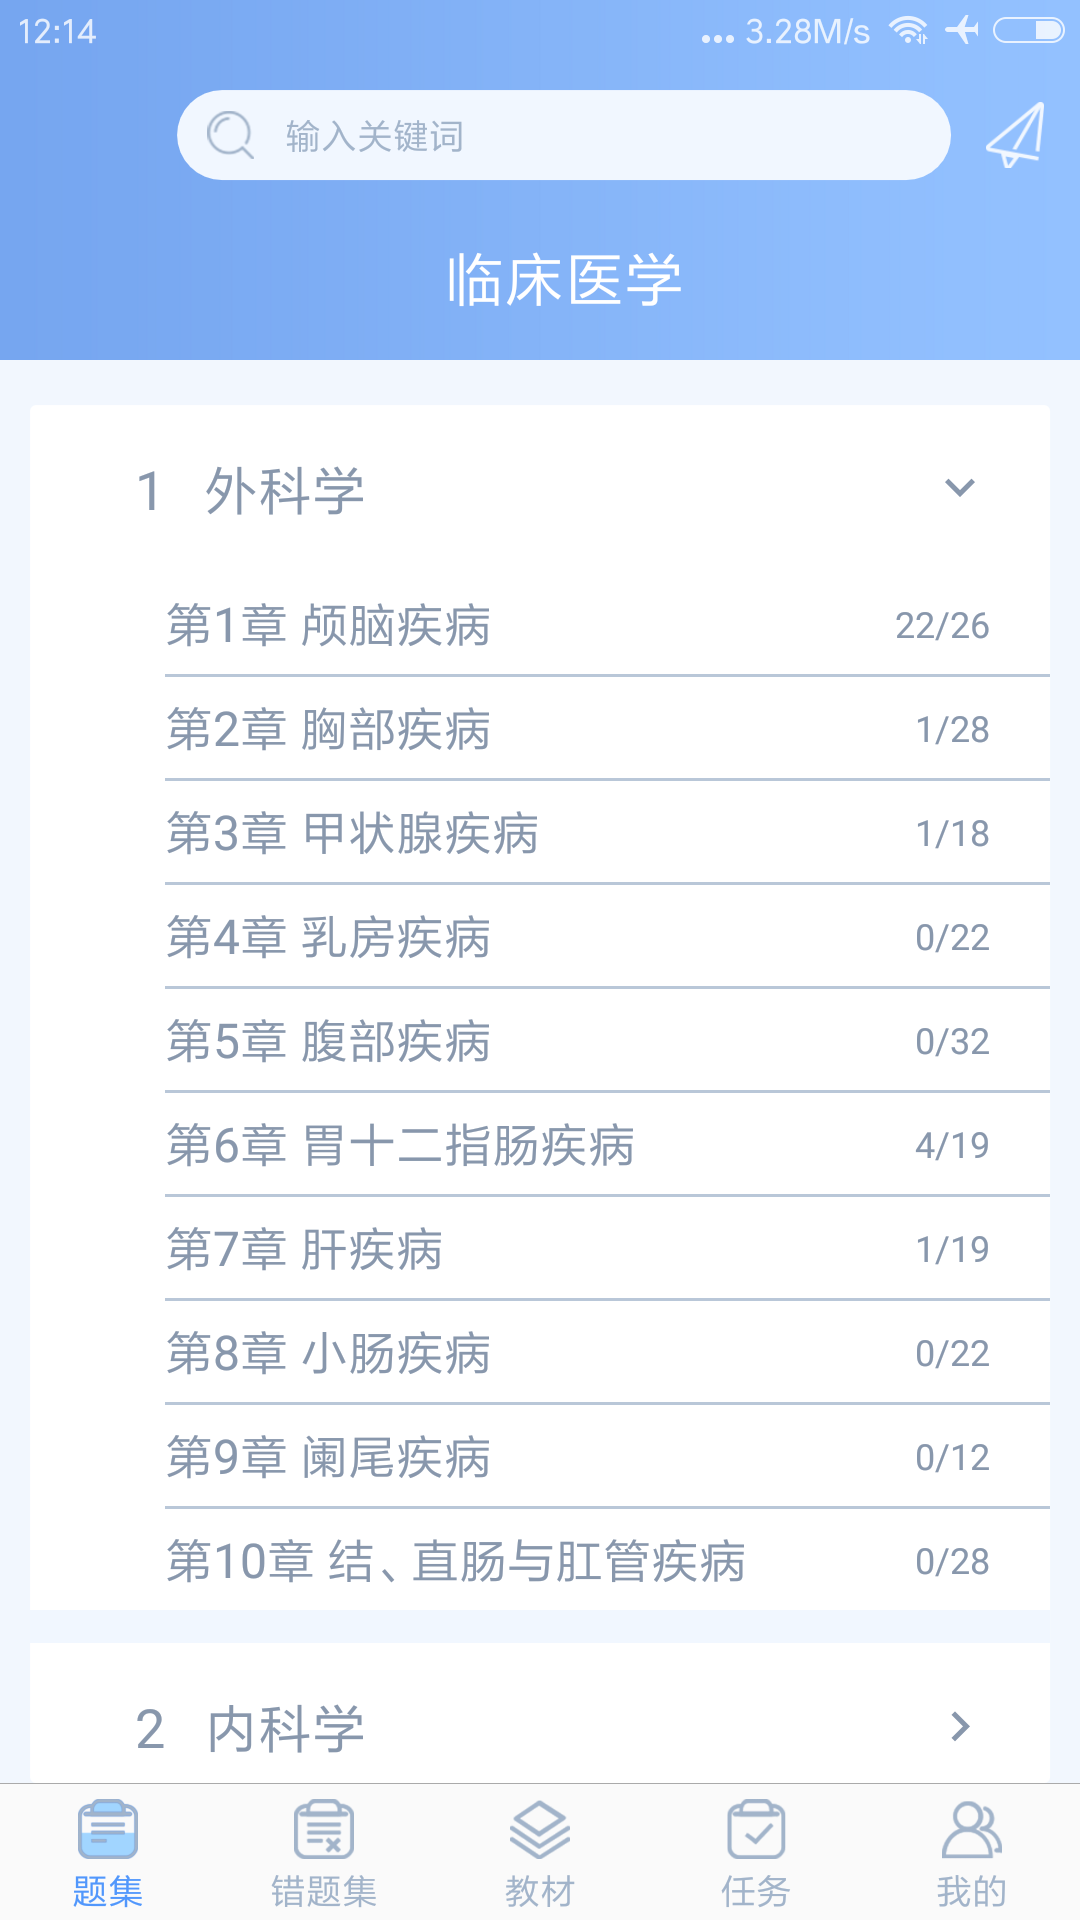 12:14 ... 3.28M/s
输入关键词
临床医学
1 外科学
第1章 颅脑疾病 22/26
第2章 胸部疾病 1/28
第3章 甲状腺疾病 1/18
第4章 乳房疾病 0/22
第5章 腹部疾病 0/32
第6章 胃十二指肠疾病 4/19
第7章 肝疾病 1/19
第8章 小肠疾病 0/22
第9章 阑尾疾病 0/12
第10章 结、直肠与肛管疾病 0/28
2 内科学
题集 错题集 教材 任务 我的